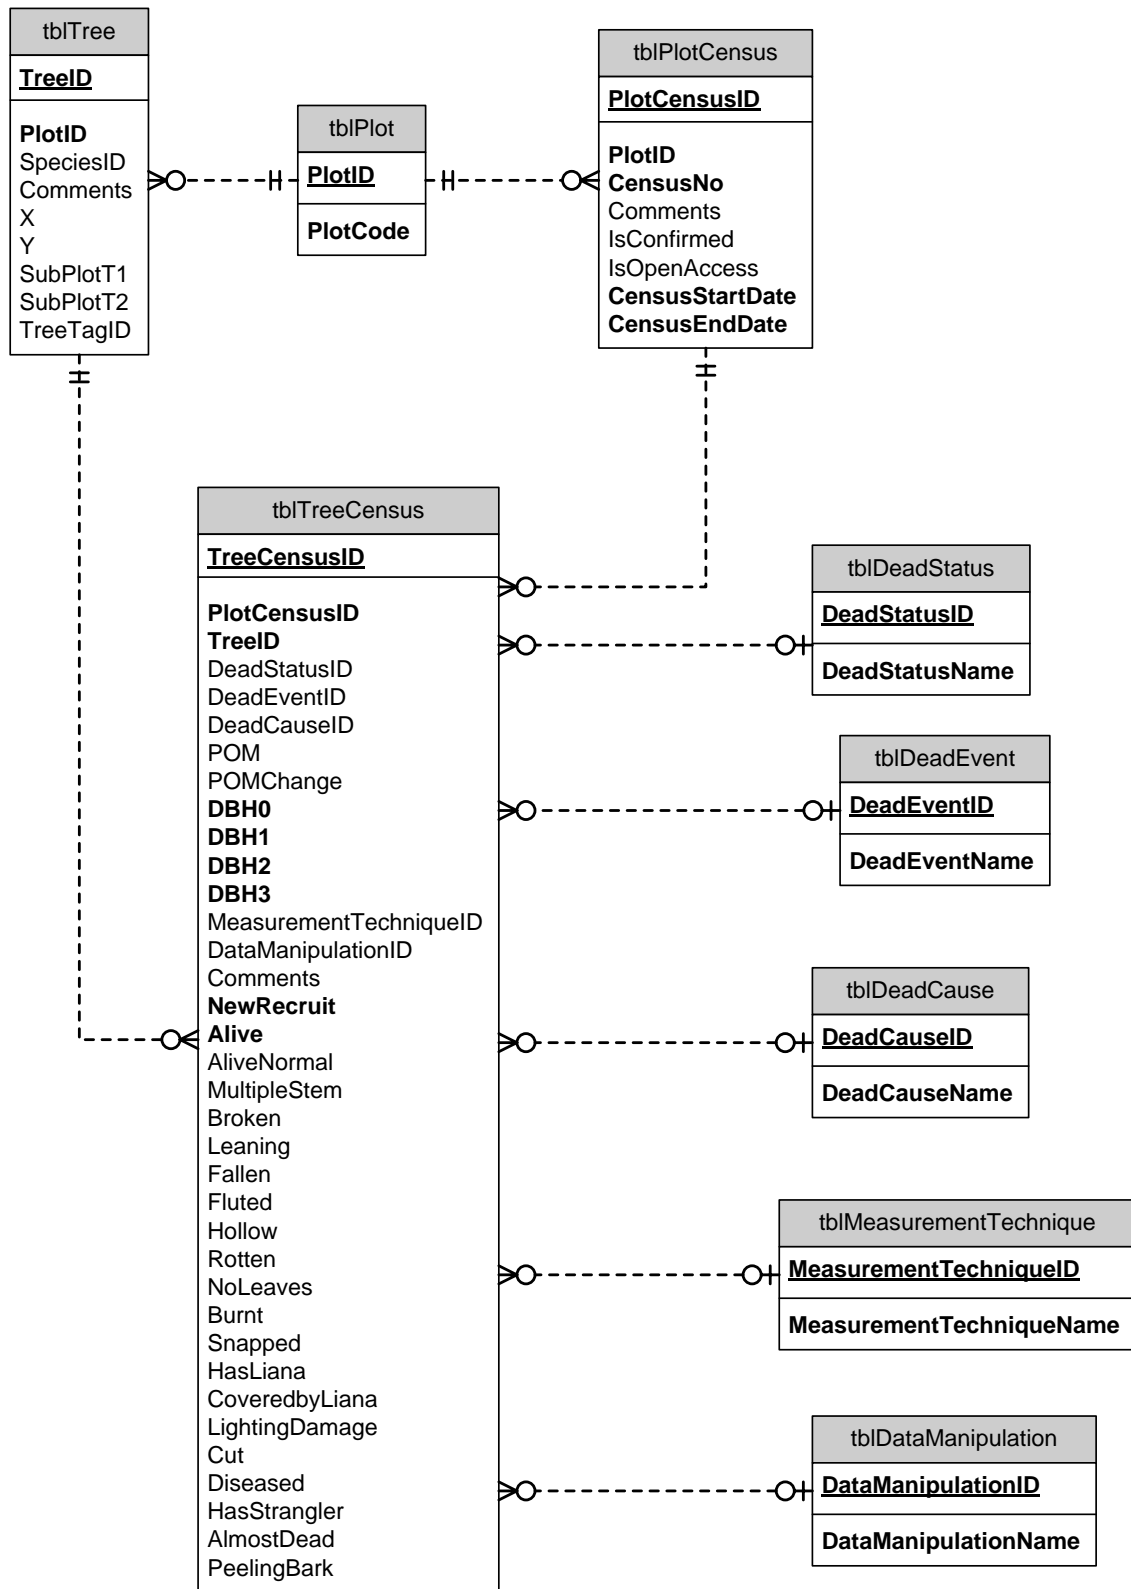 tblTree
TreeID
PlotID
SpeciesID
Comments
X
Y
SubPlotT1
SubPlotT2
TreeTagID
tblPlot
PlotID
PlotCode
tblPlotCensus
PlotCensusID
PlotID
CensusNo
Comments
IsConfirmed
IsOpenAccess
CensusStartDate
CensusEndDate
tblTreeCensus
TreeCensusID
PlotCensusID
TreeID
DeadStatusID
DeadEventID
DeadCauseID
POM
POMChange
DBH0
DBH1
DBH2
DBH3
MeasurementTechniqueID
DataManipulationID
Comments
NewRecruit
Alive
AliveNormal
MultipleStem
Broken
Leaning
Fallen
Fluted
Hollow
Rotten
NoLeaves
Burnt
Snapped
HasLiana
CoveredbyLiana
LightingDamage
Cut
Diseased
HasStrangler
AlmostDead
PeelingBark
tblDeadStatus
DeadStatusID
DeadStatusName
tblDeadEvent
DeadEventID
DeadEventName
tblDeadCause
DeadCauseID
DeadCauseName
tblMeasurementTechnique
MeasurementTechniqueID
MeasurementTechniqueName
tblDataManipulation
DataManipulationID
DataManipulationName